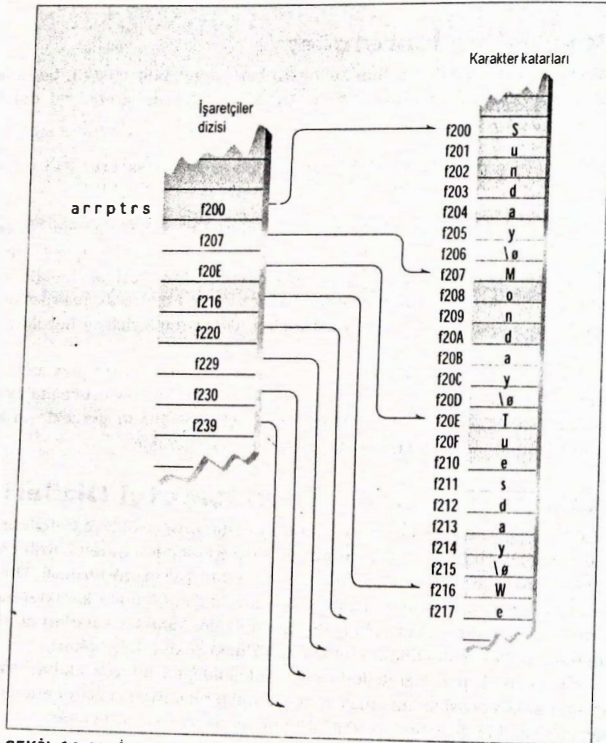 Karakter katarları
İşaretçiler
dizisi
arrptrs
f200
f207
f20E
f216
f220
f229
f230
f239
f200 S
f201 u
f202 n
f203 d
f204 a
f205 y
f206 \ø
f207 M
f208 o
f209 n
f20A d
f20B a
f20C y
f20D \ø
f20E T
f20F u
f210 e
f211 s
f212 d
f213 a
f214 y
f215 \ø
f216 W
f217 e